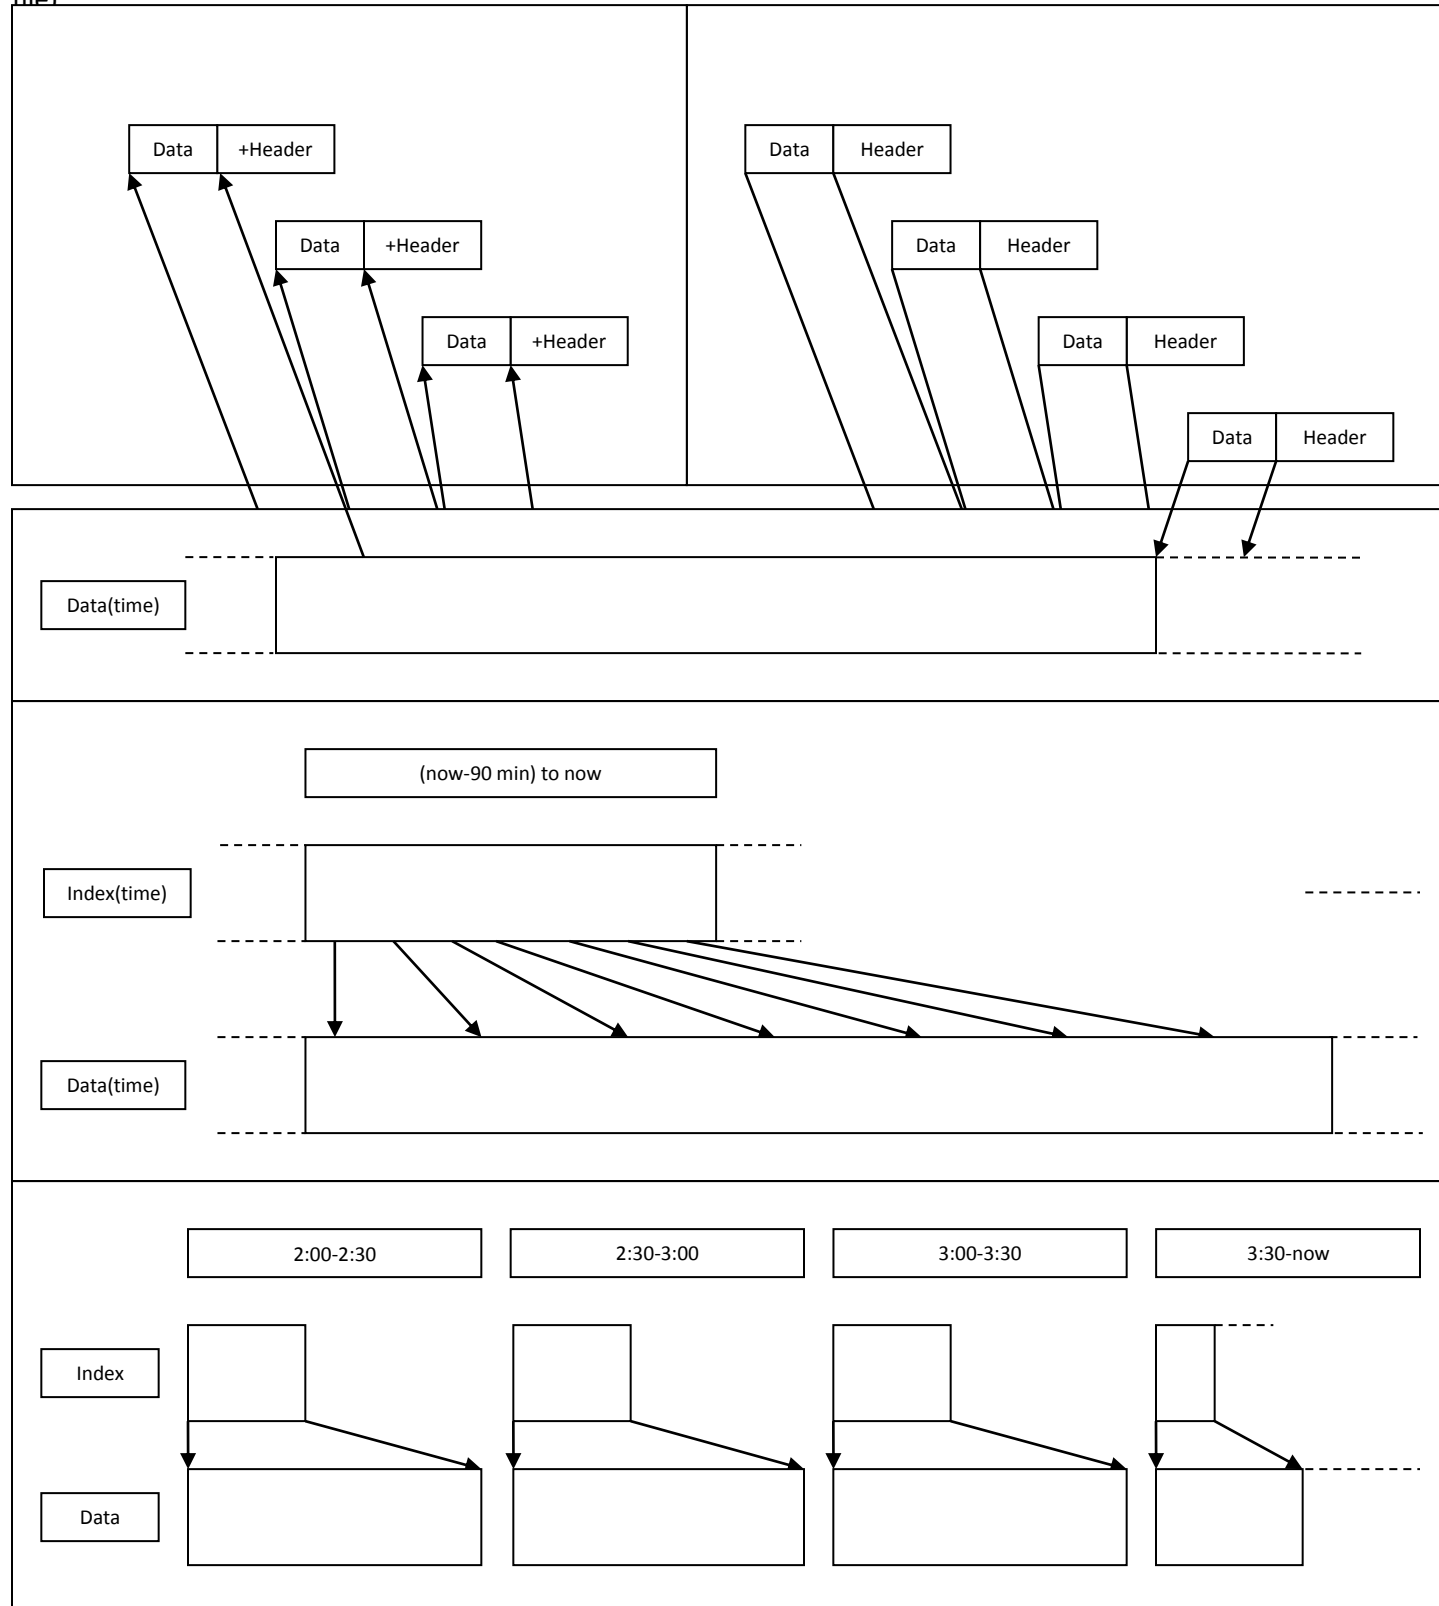 Data +Header
Data Header
Data +Header
Data Header
Data +Header
Data Header
Data Header
Data(time)
(now-90 min) to now
Index(time)
Data(time)
2:00-2:30 2:30-3:00 3:00-3:30 3:30-now
Index
Data